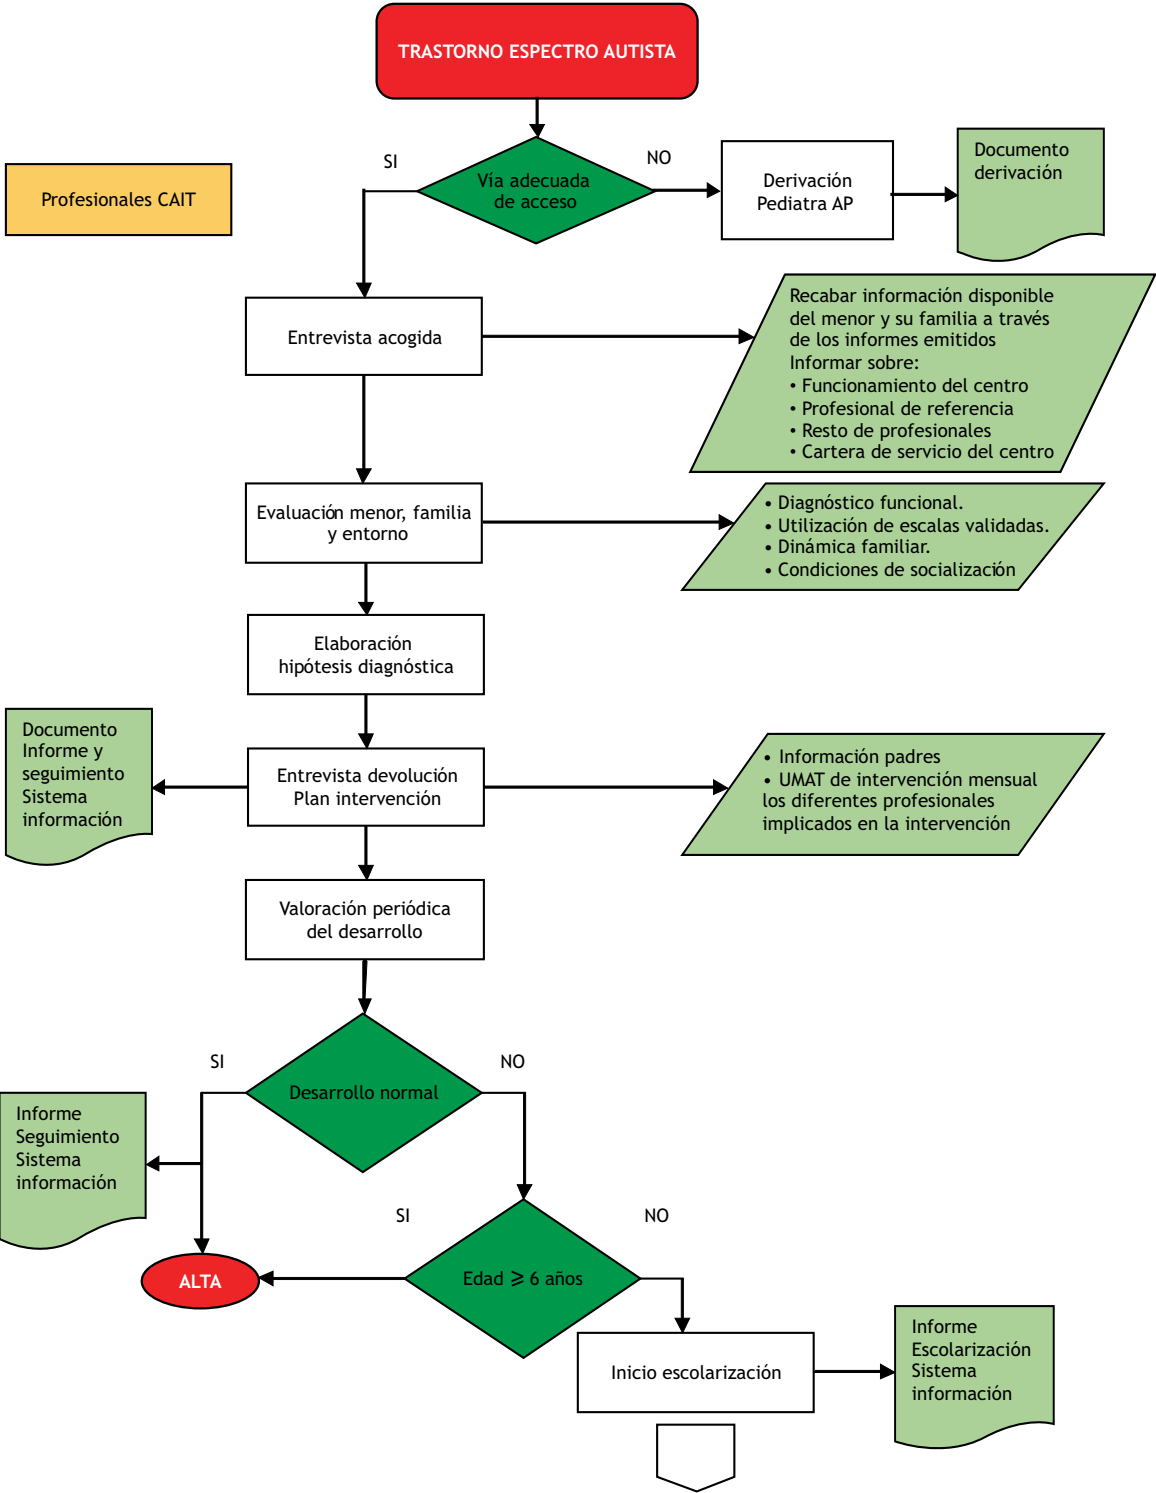 TRASTORNO ESPECTRO AUTISTA
SI
NO
Vía adecuada
de acceso
Derivación
Pediatra AP
Documento
derivación
Profesionales CAIT
Entrevista acogida
Recabar información disponible
del menor y su familia a través
de los informes emitidos
Informar sobre:
• Funcionamiento del centro
• Profesional de referencia
• Resto de profesionales
• Cartera de servicio del centro
Evaluación menor, familia
y entorno
• Diagnóstico funcional.
• Utilización de escalas validadas.
• Dinámica familiar.
• Condiciones de socialización
Elaboración
hipótesis diagnóstica
Documento
Informe y
seguimiento
Sistema
información
Entrevista devolución
Plan intervención
• Información padres
• UMAT de intervención mensual
los diferentes profesionales
implicados en la intervención
Valoración periódica
del desarrollo
SI
NO
Desarrollo normal
Informe
Seguimiento
Sistema
información
SI
NO
ALTA
Edad ⩾ 6 años
Inicio escolarización
Informe
Escolarización
Sistema
información